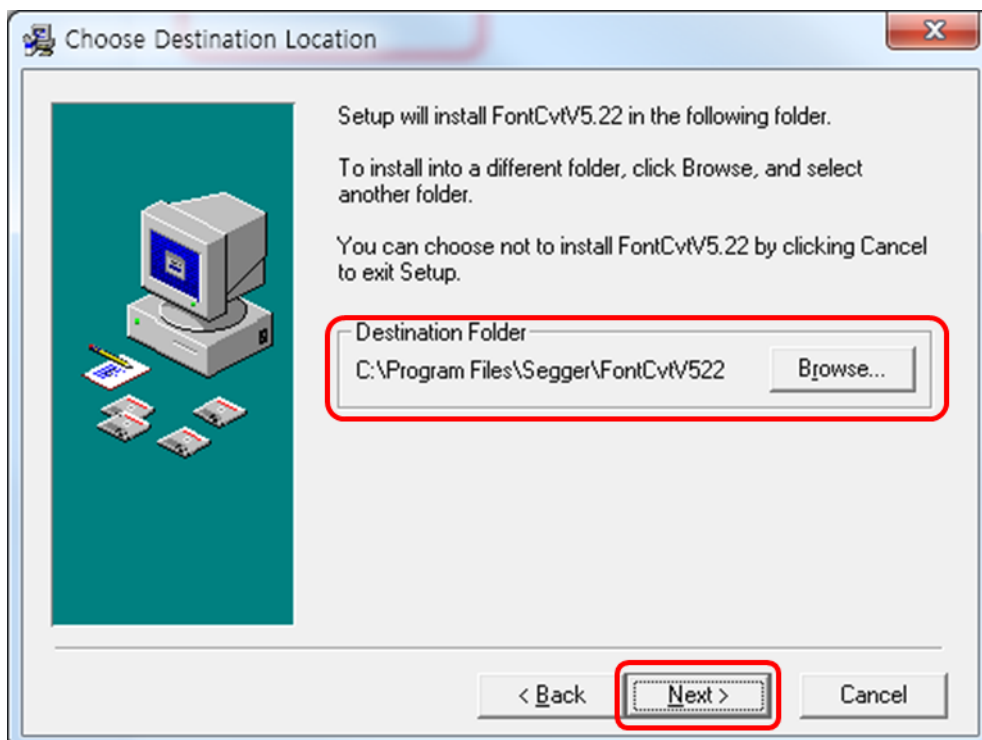 Choose Destination Location
Setup will install FontCvtV5.22 in the following folder.
To install into a different folder, click Browse, and select
another folder.
You can choose not to install FontCvtV5.22 by clicking Cancel
to exit Setup.
Destination Folder
C:\Program Files\Segger\FontCvtV522 Browse...
< Back Next > Cancel